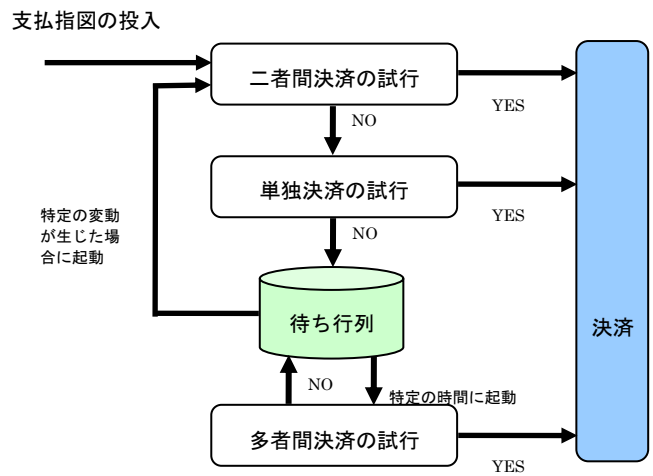 支払指図の投入
二者間決済の試行
YES
NO
単独決済の試行
YES
NO
特定の変動
が生じた場
合に起動
待ち行列
決済
NO
特定の時間に起動
多者間決済の試行
YES